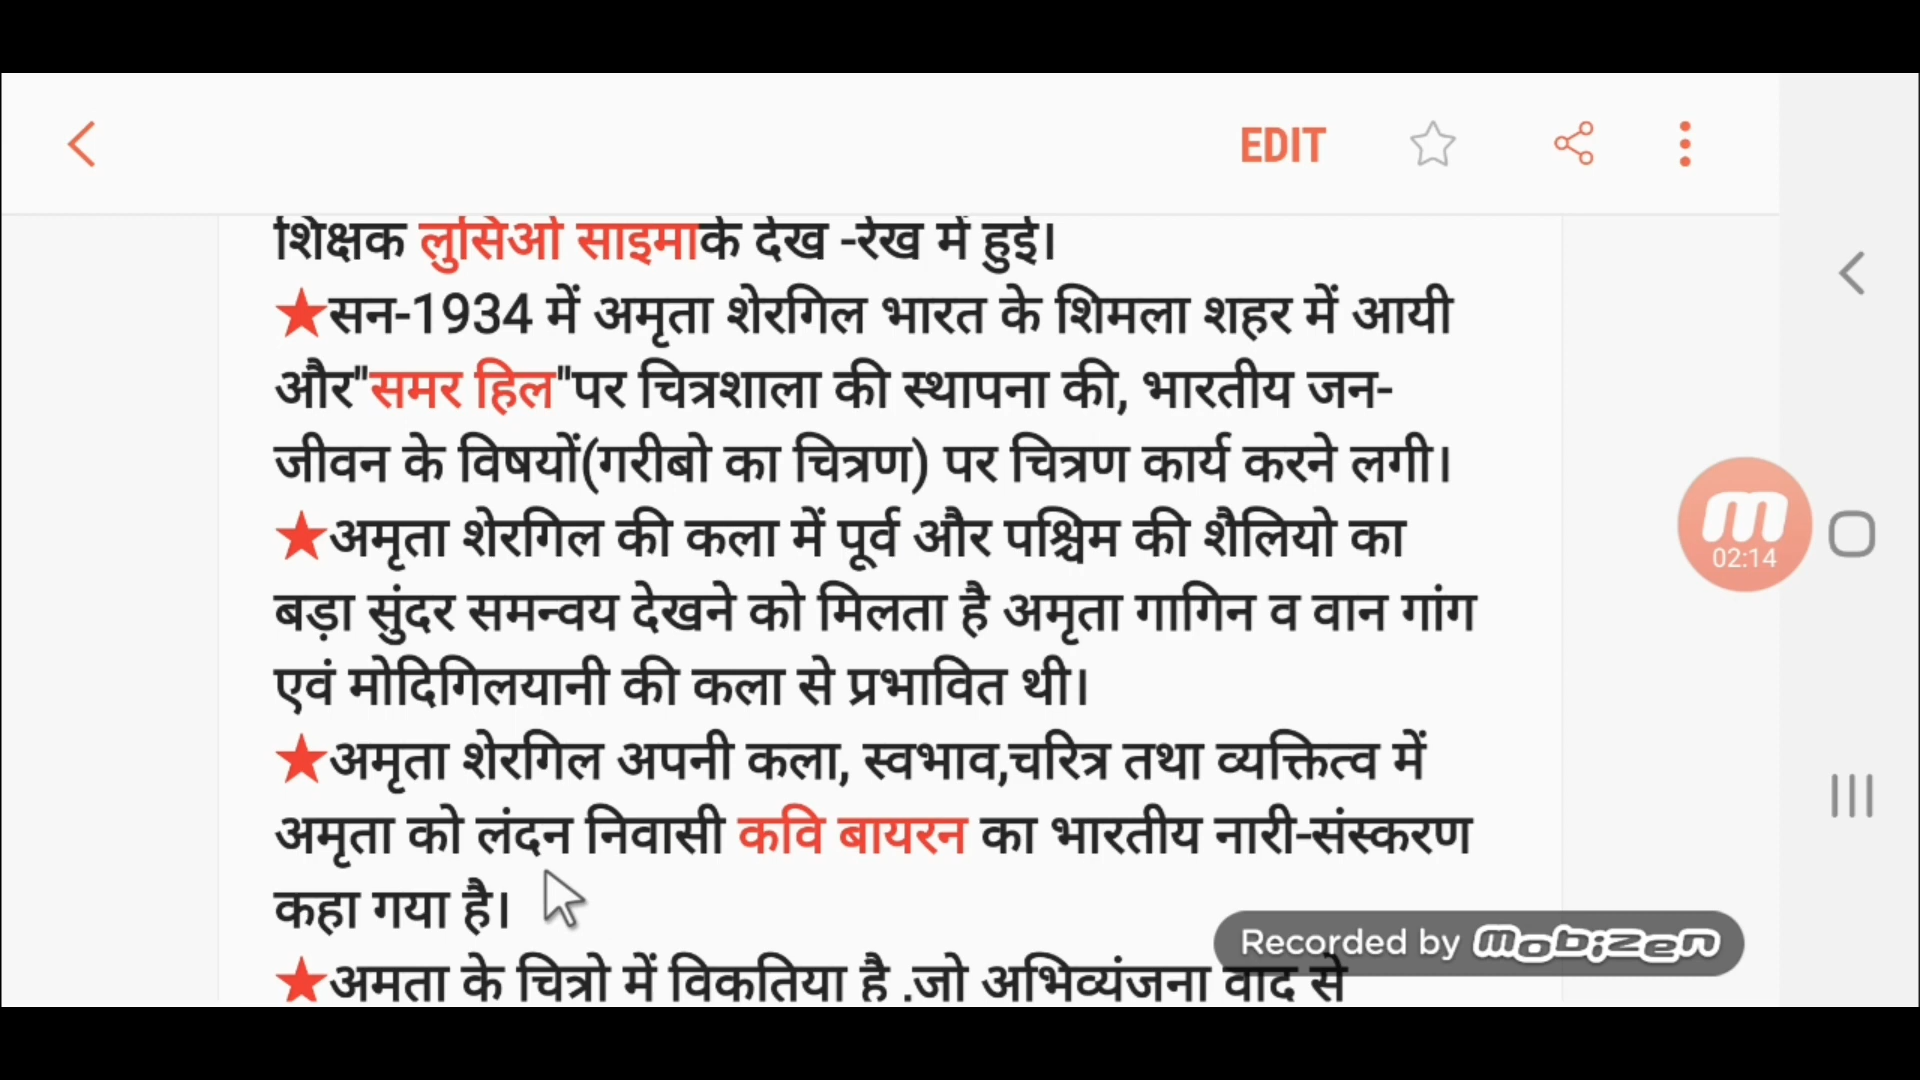 EDIT
शिक्षक लुसिओ साइमाके देख -रेख में हुई।
★सन-1934 में अमृता शेरगिल भारत के शिमला शहर में आयी
और"समर हिल"पर चित्रशाला की स्थापना की, भारतीय जन-
जीवन के विषयों(गरीबो का चित्रण) पर चित्रण कार्य करने लगी।
★अमृता शेरगिल की कला में पूर्व और पश्चिम की शैलियो का
बड़ा सुंदर समन्वय देखने को मिलता है अमृता गागिन व वान गांग
एवं मोदिगिलयानी की कला से प्रभावित थी।
★अमृता शेरगिल अपनी कला, स्वभाव,चरित्र तथा व्यक्तित्व में
अमृता को लंदन निवासी कवि बायरन का भारतीय नारी-संस्करण
कहा गया है।
★अमृता के चित्रो में विकृतिया है ,जो अभिव्यंजना वाद से
02:14
Recorded by mobizen